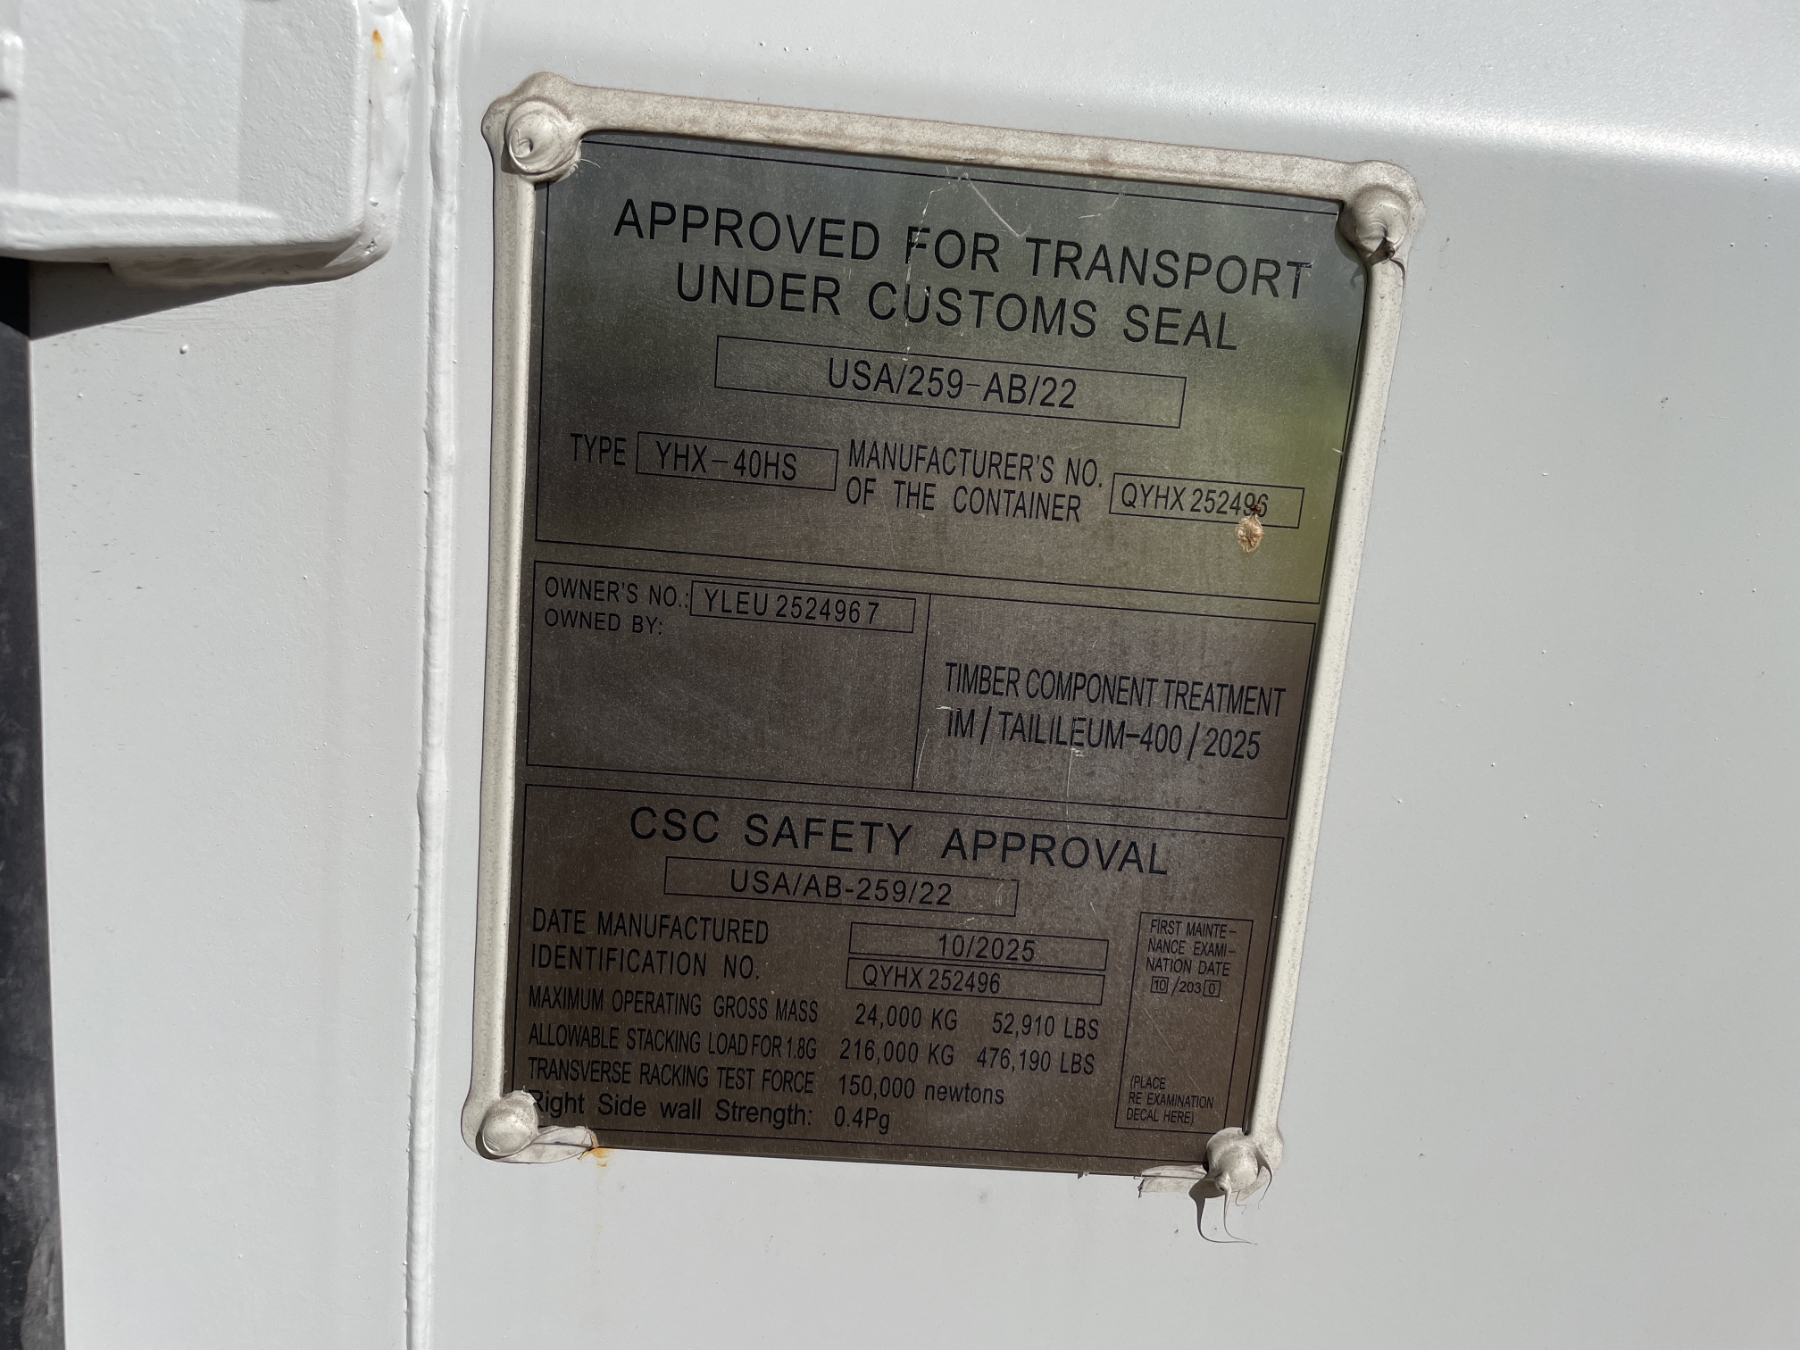 APPROVED FOR TRANSPORT
UNDER CUSTOMS SEAL
USA/259-AB/22
TYPE YHX-40HS MANUFACTURER'S NO. OF THE CONTAINER QYHX 252496
OWNER'S NO.: YLEU 252496 7
OWNED BY:
TIMBER COMPONENT TREATMENT
IM / TAILILEUM-400 / 2025
CSC SAFETY APPROVAL
USA/AB-259/22
DATE MANUFACTURED 10/2025
IDENTIFICATION NO. QYHX 252496
MAXIMUM OPERATING GROSS MASS 24,000 KG 52,910 LBS
ALLOWABLE STACKING LOAD FOR 1.8G 216,000 KG 476,190 LBS
TRANSVERSE RACKING TEST FORCE 150,000 newtons
Right Side wall Strength: 0.4Pg
FIRST MAINTE-
NANCE EXAMI-
NATION DATE
10 /2030
(PLACE
RE EXAMINATION
DECAL HERE)